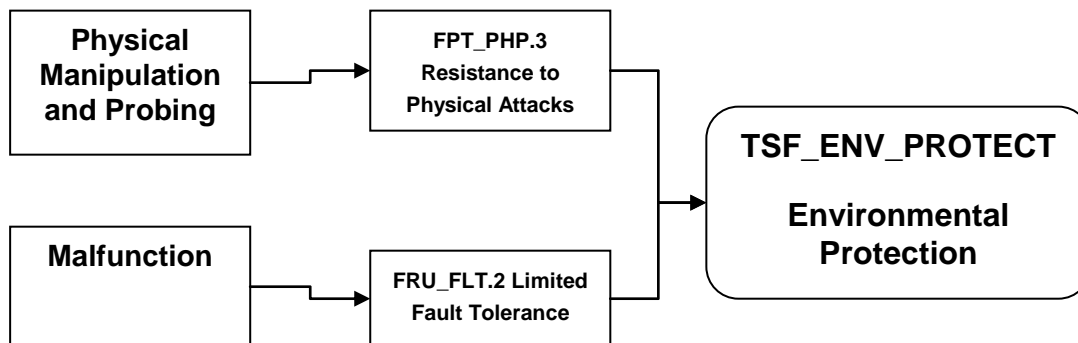 Physical
Manipulation
and Probing
FPT_PHP.3
Resistance to
Physical Attacks
TSF_ENV_PROTECT
Environmental
Protection
Malfunction
FRU_FLT.2 Limited
Fault Tolerance